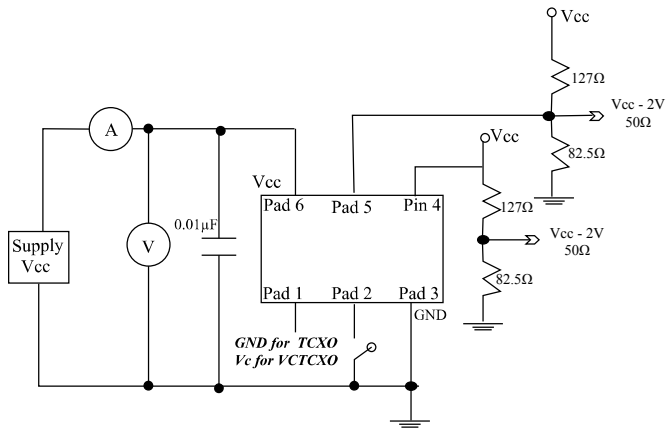 Vcc
127Ω
Vcc - 2V
50Ω
82.5Ω
A
Vcc
Vcc
Pad 6
Pad 5
Pin 4
127Ω
0.01µF
V
Vcc - 2V
50Ω
Supply
Vcc
82.5Ω
Pad 1
Pad 2
Pad 3
GND
GND for TCXO
Vc for VCTCXO